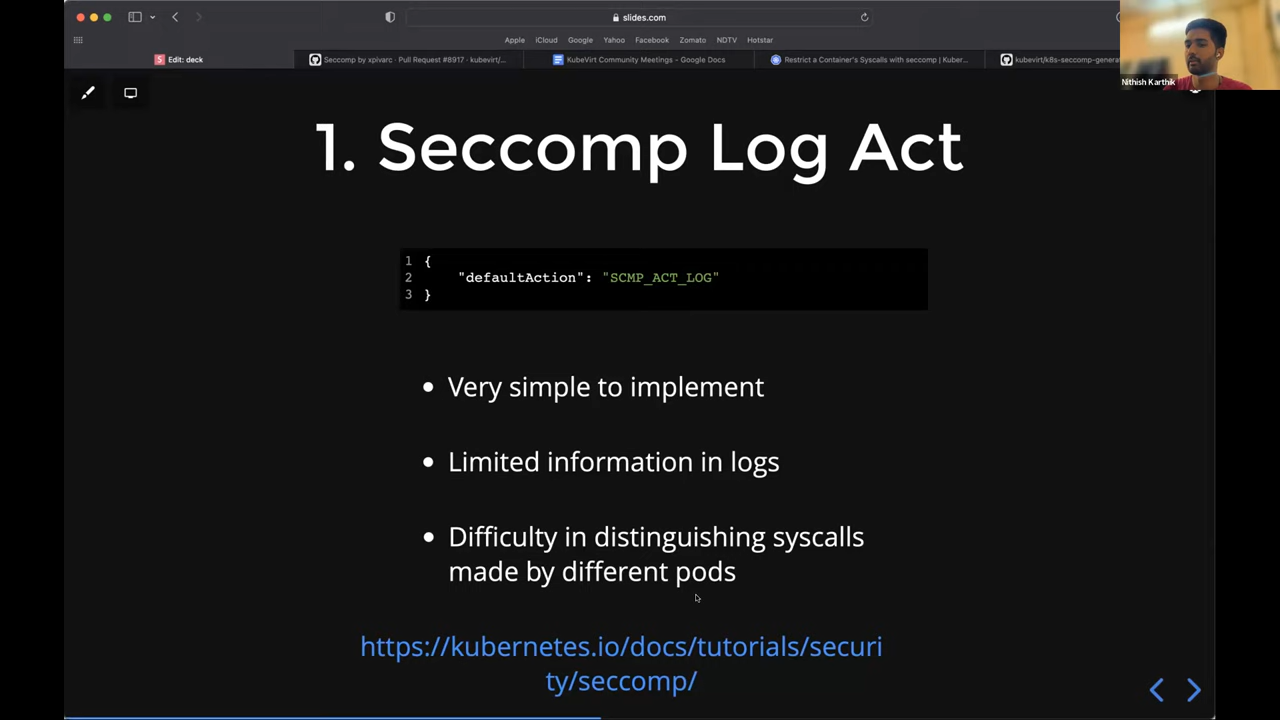 slides.com
Apple iCloud Google Yahoo Facebook Zomato NDTV Hotstar
Edit: deck
Seccomp by xpivarc · Pull Request #8917 · kubevirt/...
KubeVirt Community Meetings - Google Docs
Restrict a Container's Syscalls with seccomp | Kuber...
kubevirt/k8s-seccomp-genera
Nithish Karthik
1. Seccomp Log Act
1 {
2 "defaultAction": "SCMP_ACT_LOG"
3 }
• Very simple to implement
• Limited information in logs
• Difficulty in distinguishing syscalls
made by different pods
https://kubernetes.io/docs/tutorials/securi
ty/seccomp/